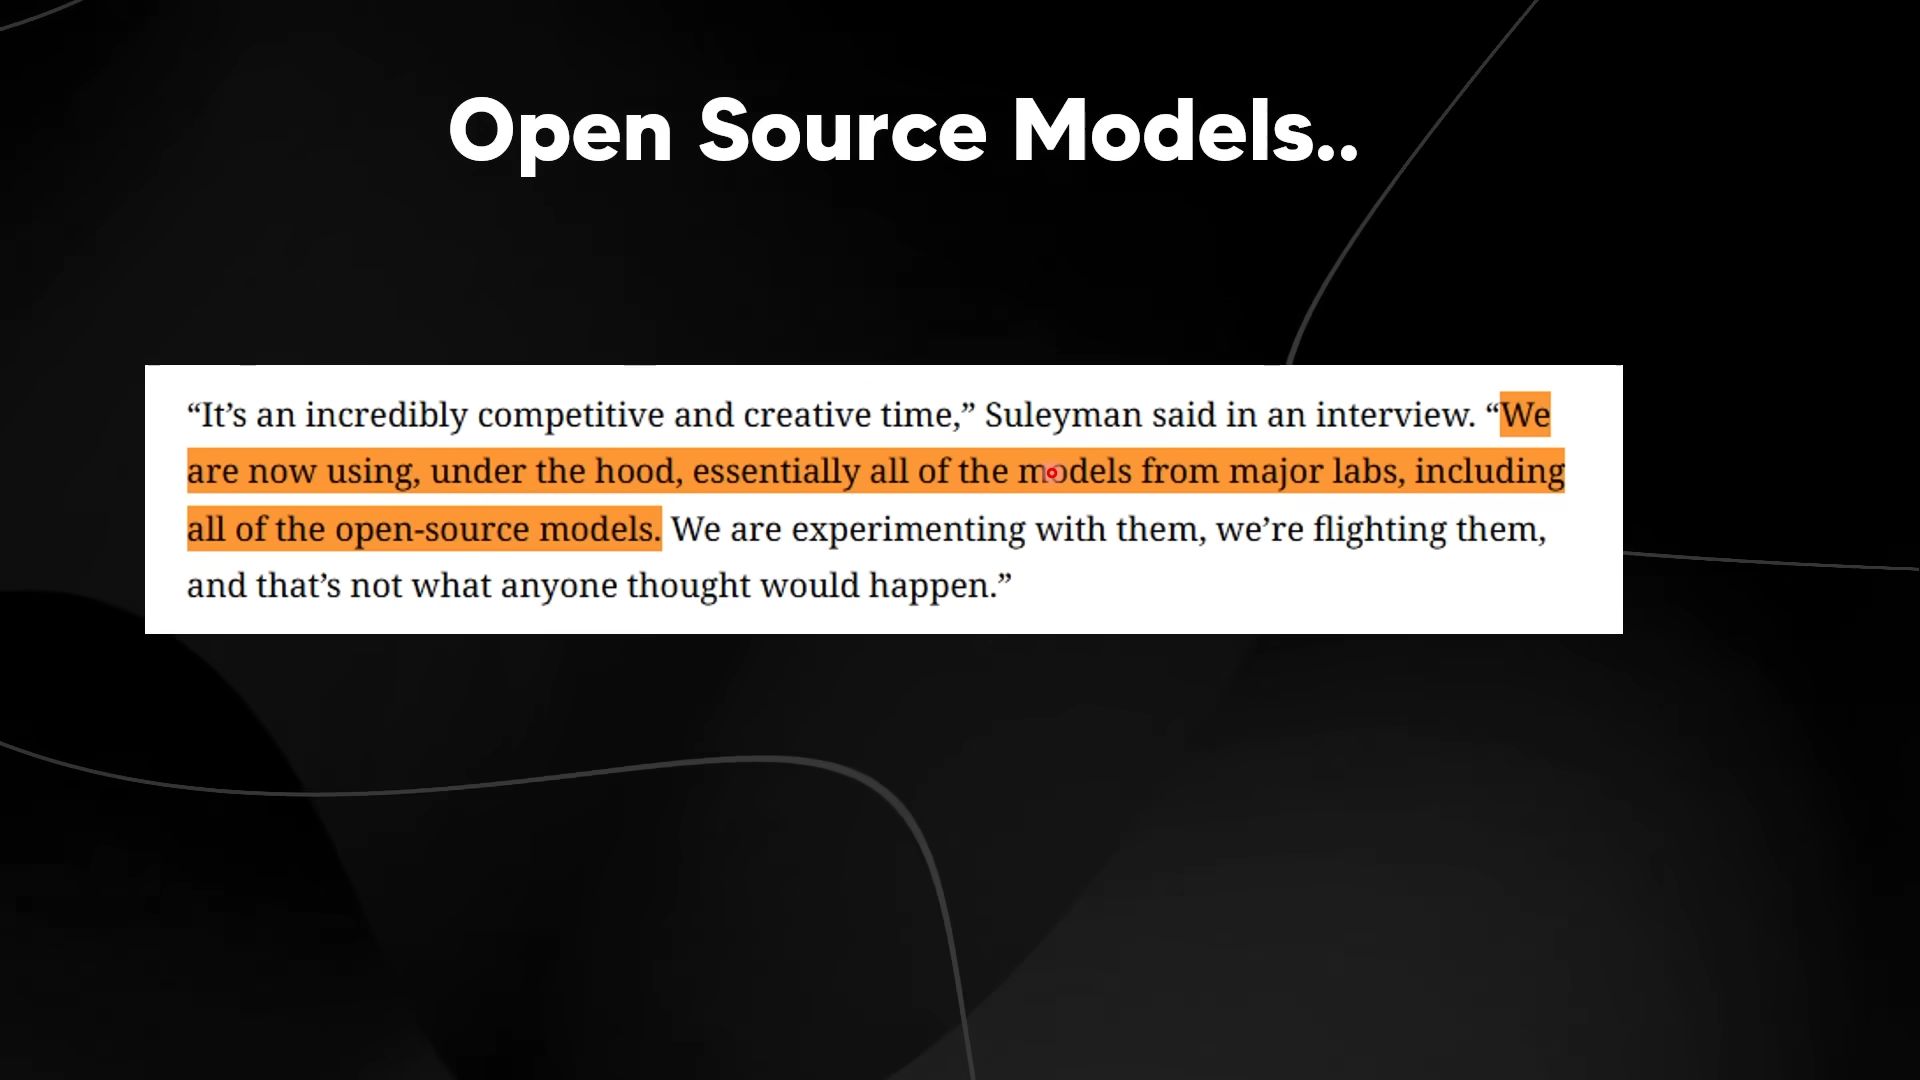 Open Source Models..
“It’s an incredibly competitive and creative time,” Suleyman said in an interview. “We
are now using, under the hood, essentially all of the models from major labs, including
all of the open-source models. We are experimenting with them, we’re flighting them,
and that’s not what anyone thought would happen.”